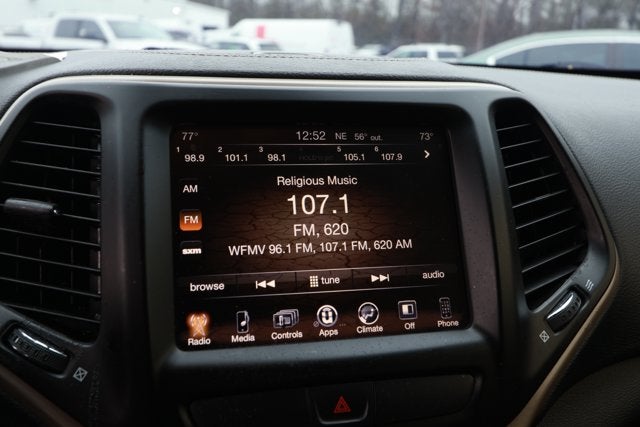 77° 12:52 NE 56° out. 73°
1 98.9 2 101.1 3 98.1 5 105.1 6 107.9
Religious Music
AM
107.1
FM
FM, 620
WFMV 96.1 FM, 107.1 FM, 620 AM
sxm
browse tune audio
Radio Media Controls Apps Climate Off Phone